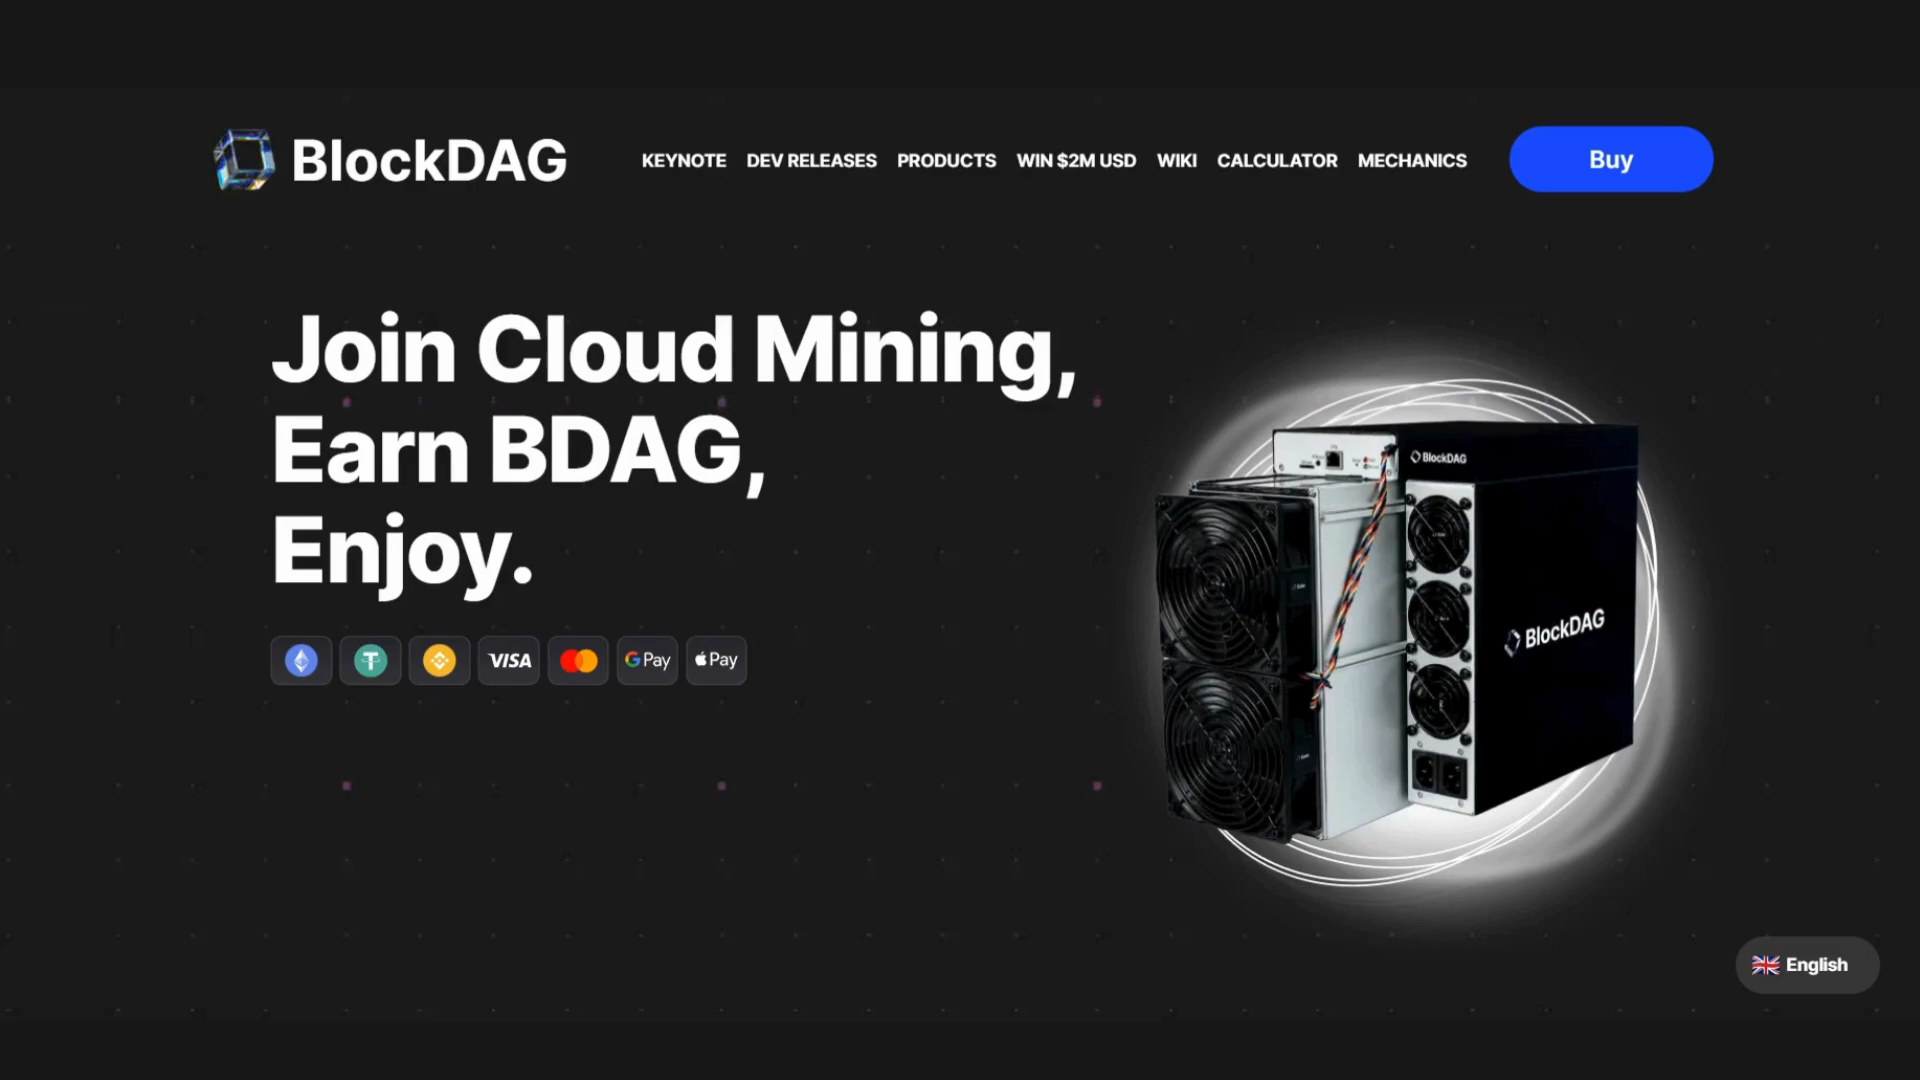 BlockDAG
KEYNOTE DEV RELEASES PRODUCTS WIN $2M USD WIKI CALCULATOR MECHANICS
Buy
Join Cloud Mining,
Earn BDAG,
Enjoy.
VISA
G Pay
Pay
BlockDAG
BlockDAG
English